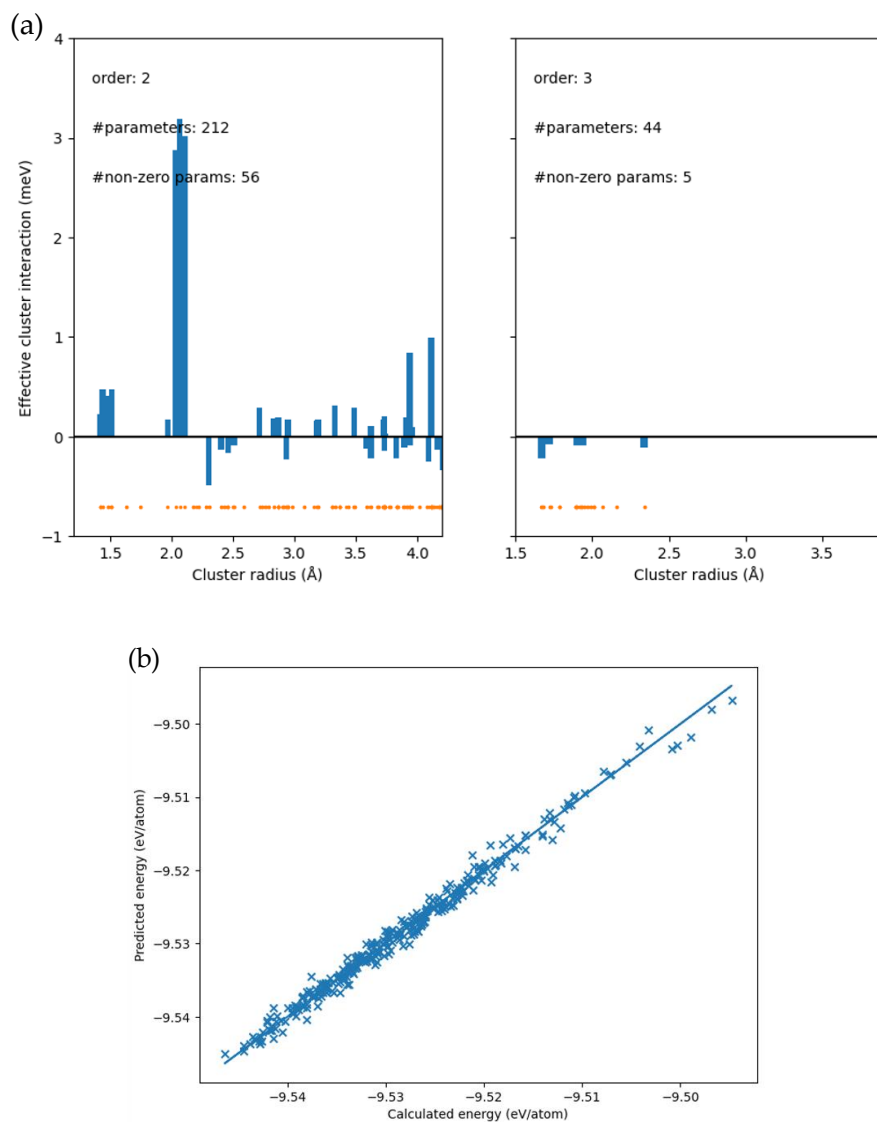 (a)
4
3
2
1
0
−1
Effective cluster interaction (meV)
order: 2
#parameters: 212
#non-zero params: 56
1.5 2.0 2.5 3.0 3.5 4.0
Cluster radius (Å)
order: 3
#parameters: 44
#non-zero params: 5
1.5 2.0 2.5 3.0 3.5
Cluster radius (Å)
(b)
−9.50
−9.51
−9.52
−9.53
−9.54
Predicted energy (eV/atom)
−9.54 −9.53 −9.52 −9.51 −9.50
Calculated energy (eV/atom)